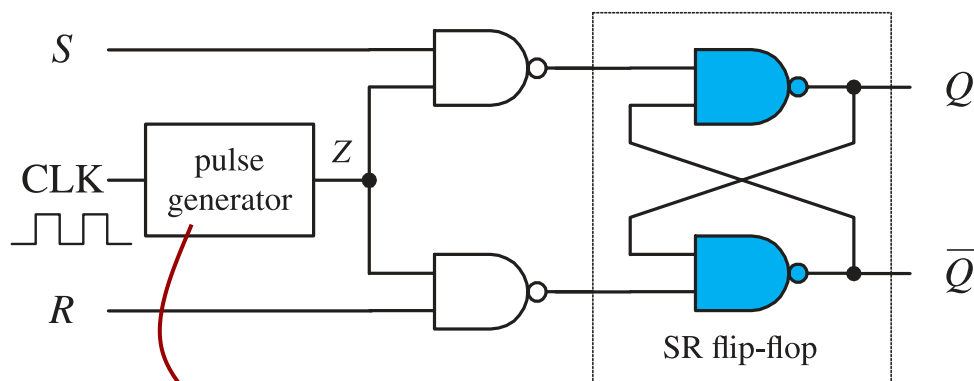 S
Q
pulse
generator
Z
CLK
R
Q̅
SR flip-flop